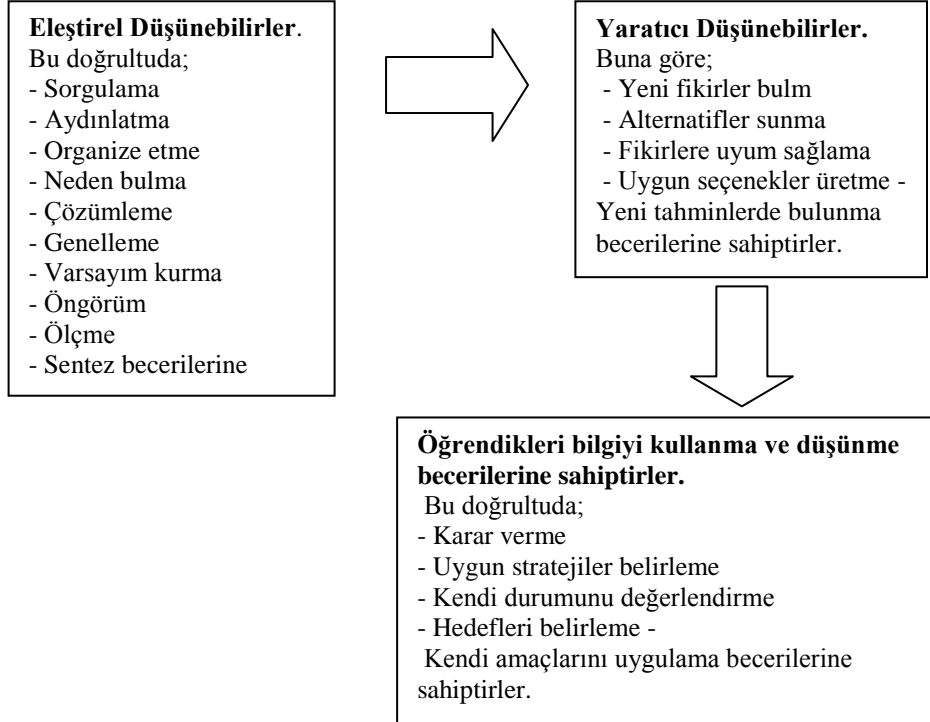 Eleştirel Düşünebilirler.
Bu doğrultuda;
- Sorgulama
- Aydınlatma
- Organize etme
- Neden bulma
- Çözümleme
- Genelleme
- Varsayım kurma
- Öngörüm
- Ölçme
- Sentez becerilerine
Yaratıcı Düşünebilirler.
Buna göre;
- Yeni fikirler bulm
- Alternatifler sunma
- Fikirlere uyum sağlama
- Uygun seçenekler üretme -
Yeni tahminlerde bulunma
becerilerine sahiptirler.
Öğrendikleri bilgiyi kullanma ve düşünme
becerilerine sahiptirler.
Bu doğrultuda;
- Karar verme
- Uygun stratejiler belirleme
- Kendi durumunu değerlendirme
- Hedefleri belirleme -
Kendi amaçlarını uygulama becerilerine
sahiptirler.